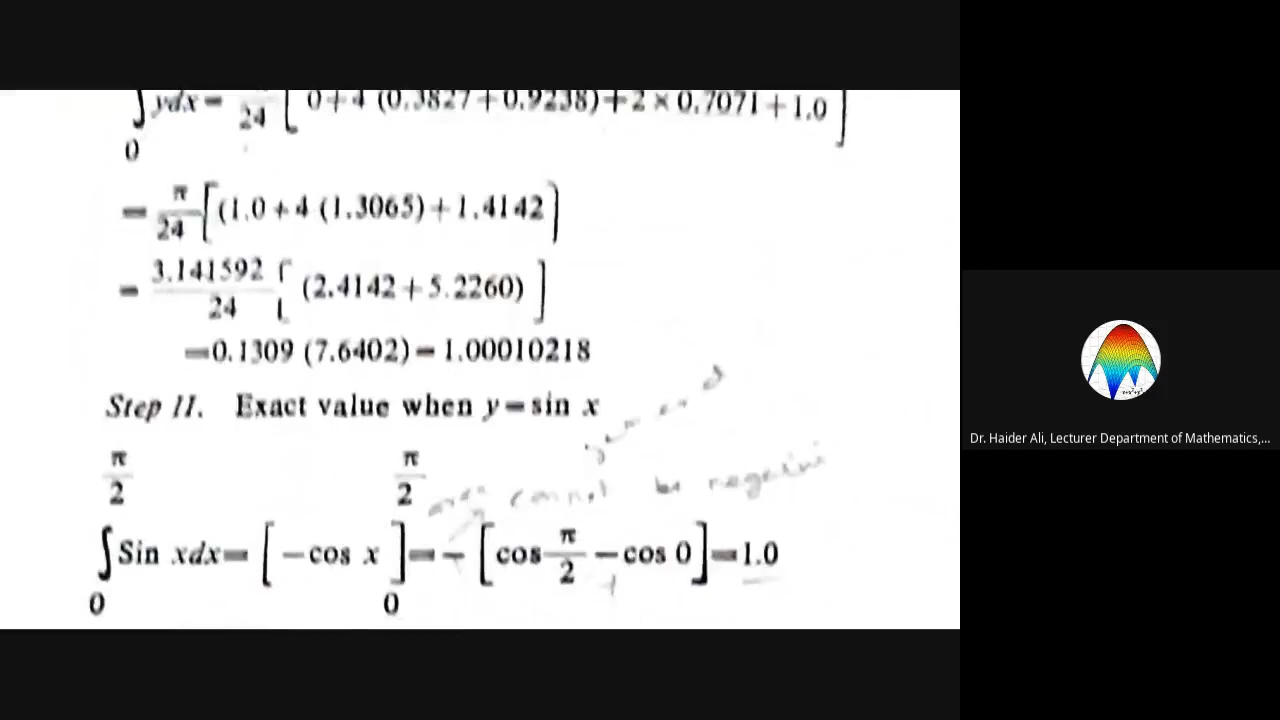 ∫ ydx = π/24 [ 0+4 (0.3827+0.9238)+2×0.7071+1.0 ]
0
= π/24 [ (1.0+4 (1.3065)+1.4142 ]
= 3.141592/24 [ (2.4142+5.2260) ]
=0.1309 (7.6402)=1.00010218
Step II. Exact value when y=sin x
π/2 π/2
cannot be negative
∫ Sin xdx= [ −cos x ] =− [ cos π/2 −cos 0 ] =1.0
0 0
Dr. Haider Ali, Lecturer Department of Mathematics,...